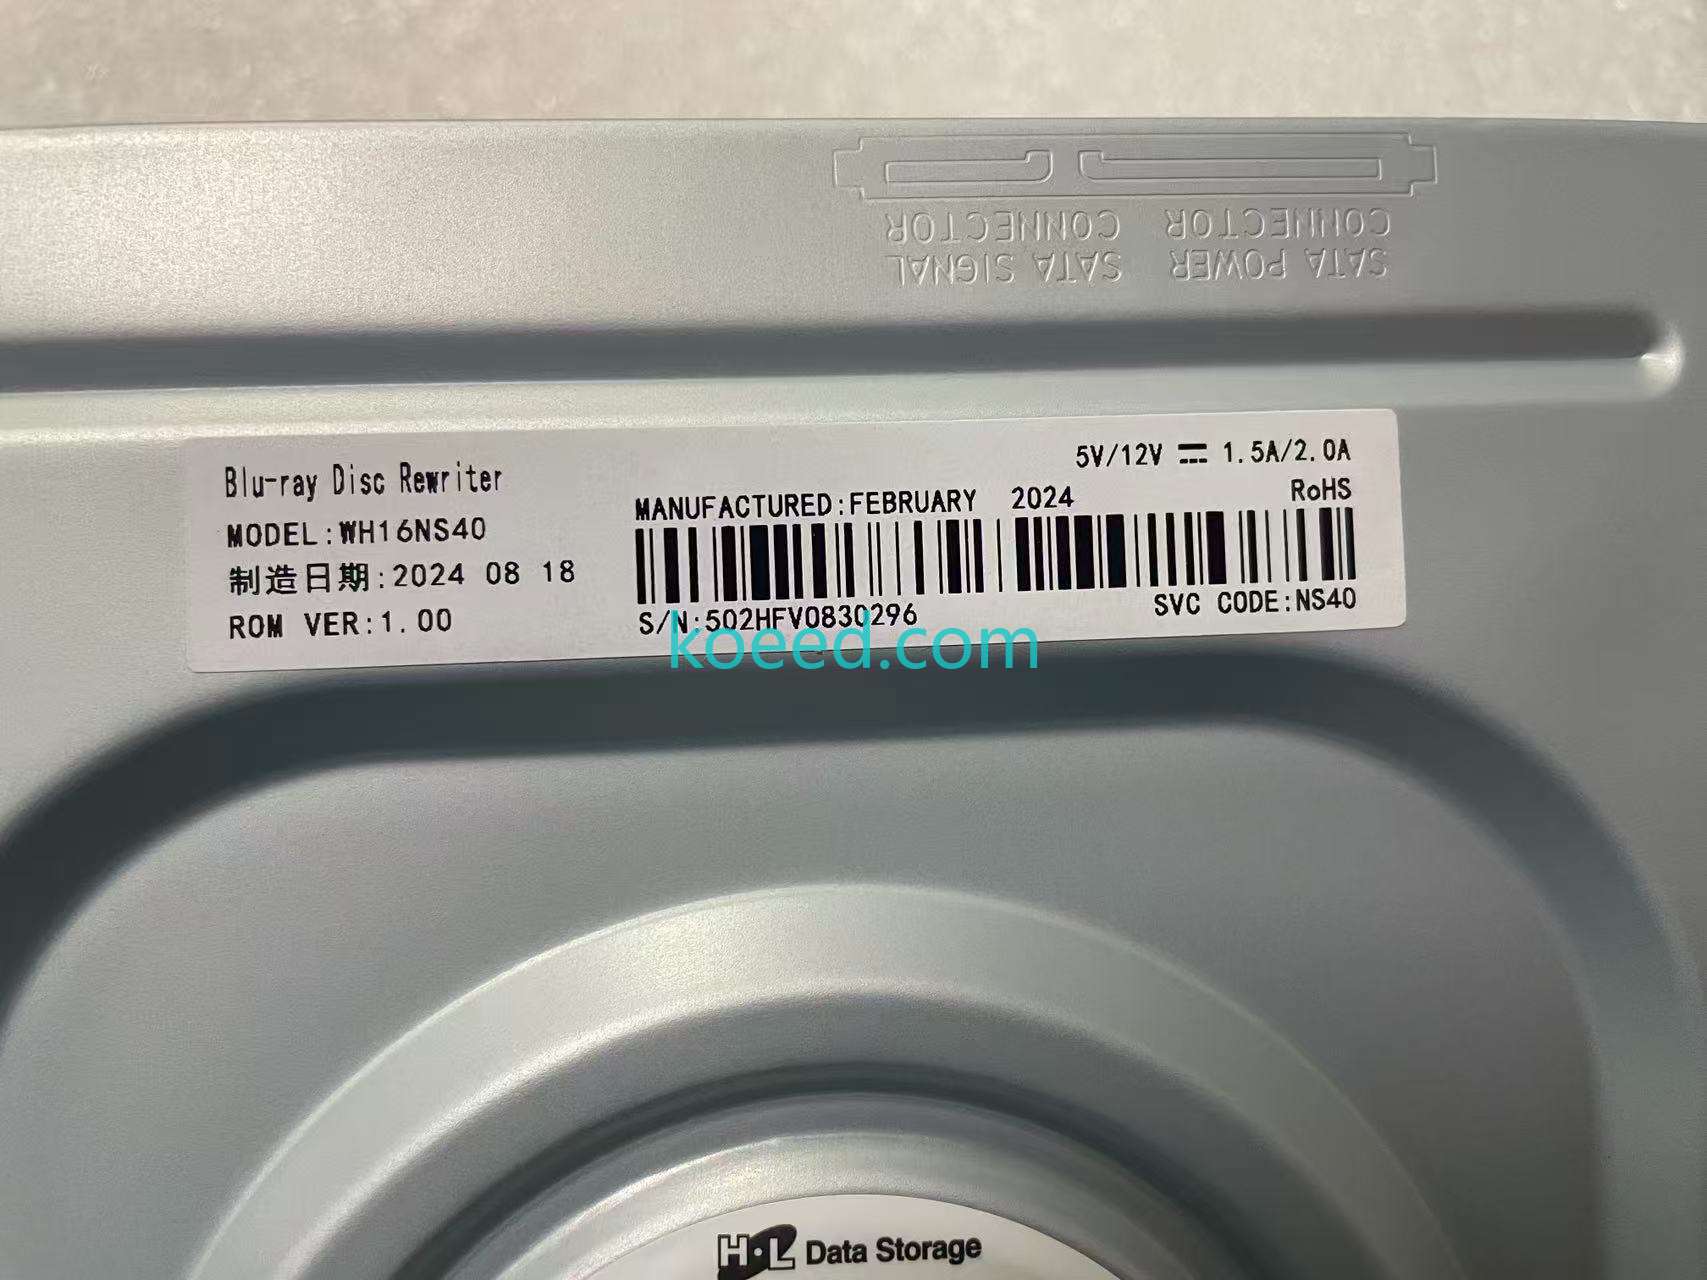 SATA SIGNAL CONNECTOR
SATA POWER CONNECTOR
Blu-ray Disc Rewriter
MODEL:WH16NS40
制造日期:2024 08 18
ROM VER:1.00
MANUFACTURED:FEBRUARY 2024
S/N:502HFV0830296
5V/12V ⎓ 1.5A/2.0A
RoHS
SVC CODE:NS40
koeed.com
H·L Data Storage